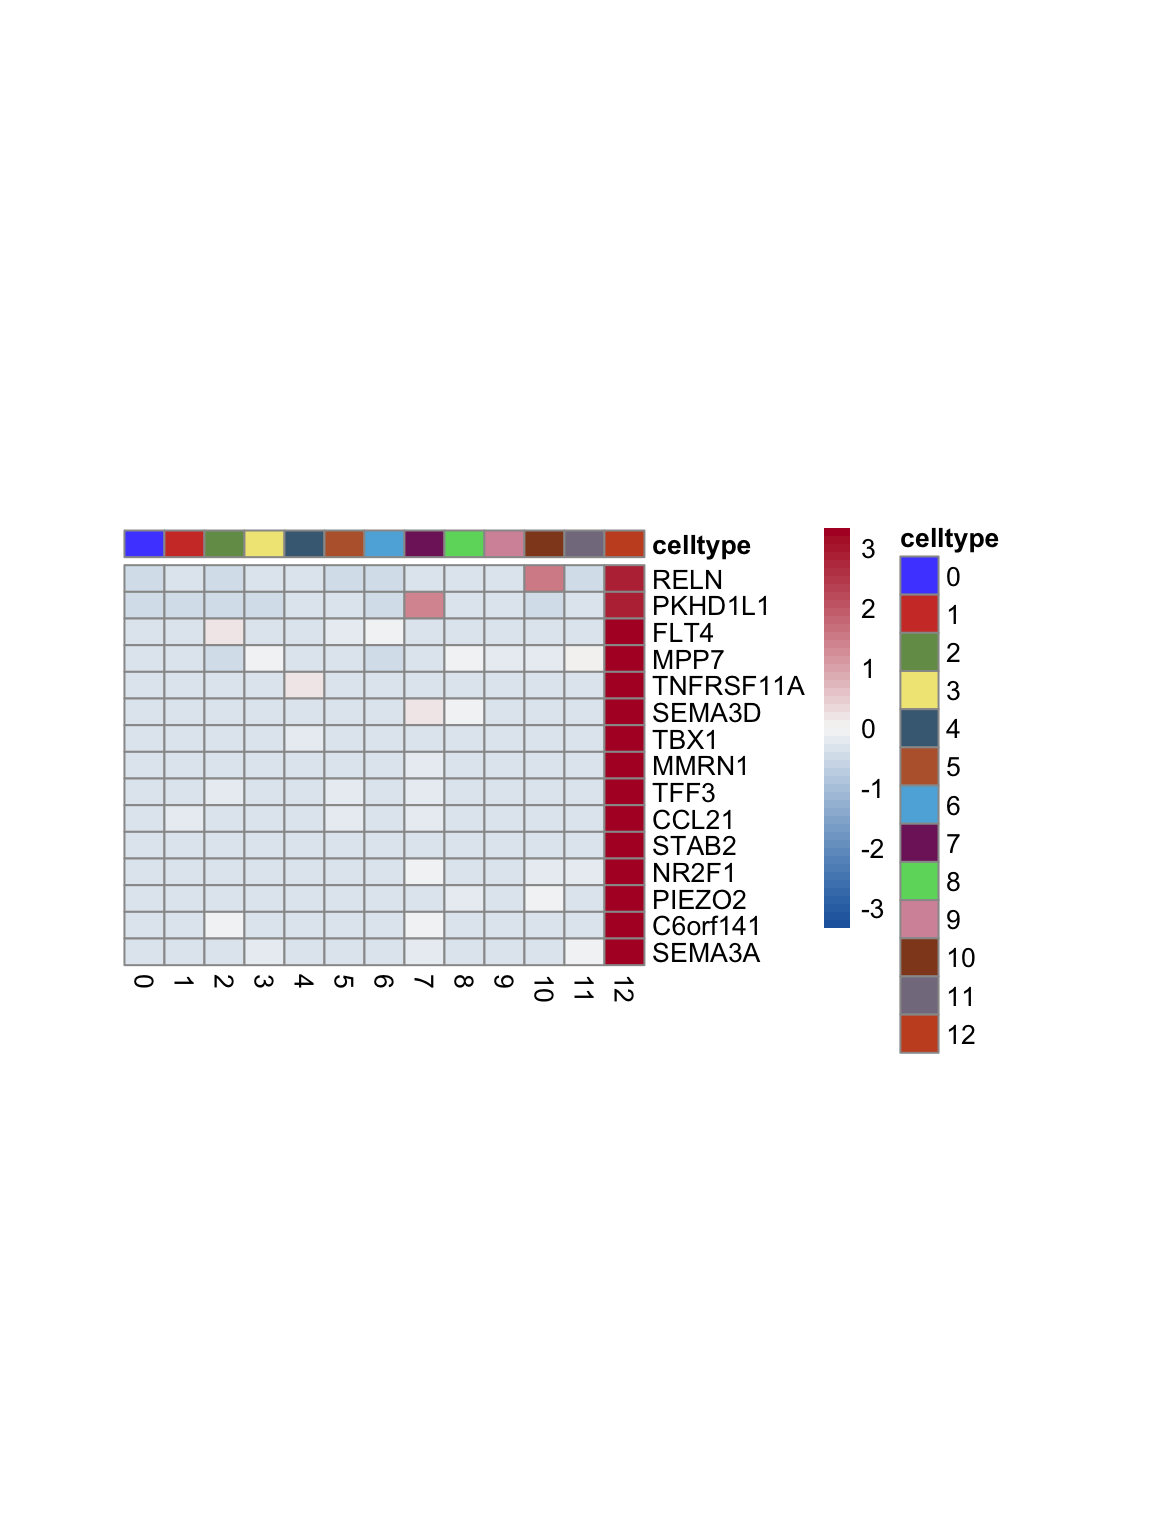 celltype
RELN
PKHD1L1
FLT4
MPP7
TNFRSF11A
SEMA3D
TBX1
MMRN1
TFF3
CCL21
STAB2
NR2F1
PIEZO2
C6orf141
SEMA3A
0 1 2 3 4 5 6 7 8 9 10 11 12
3
2
1
0
-1
-2
-3
celltype
0
1
2
3
4
5
6
7
8
9
10
11
12